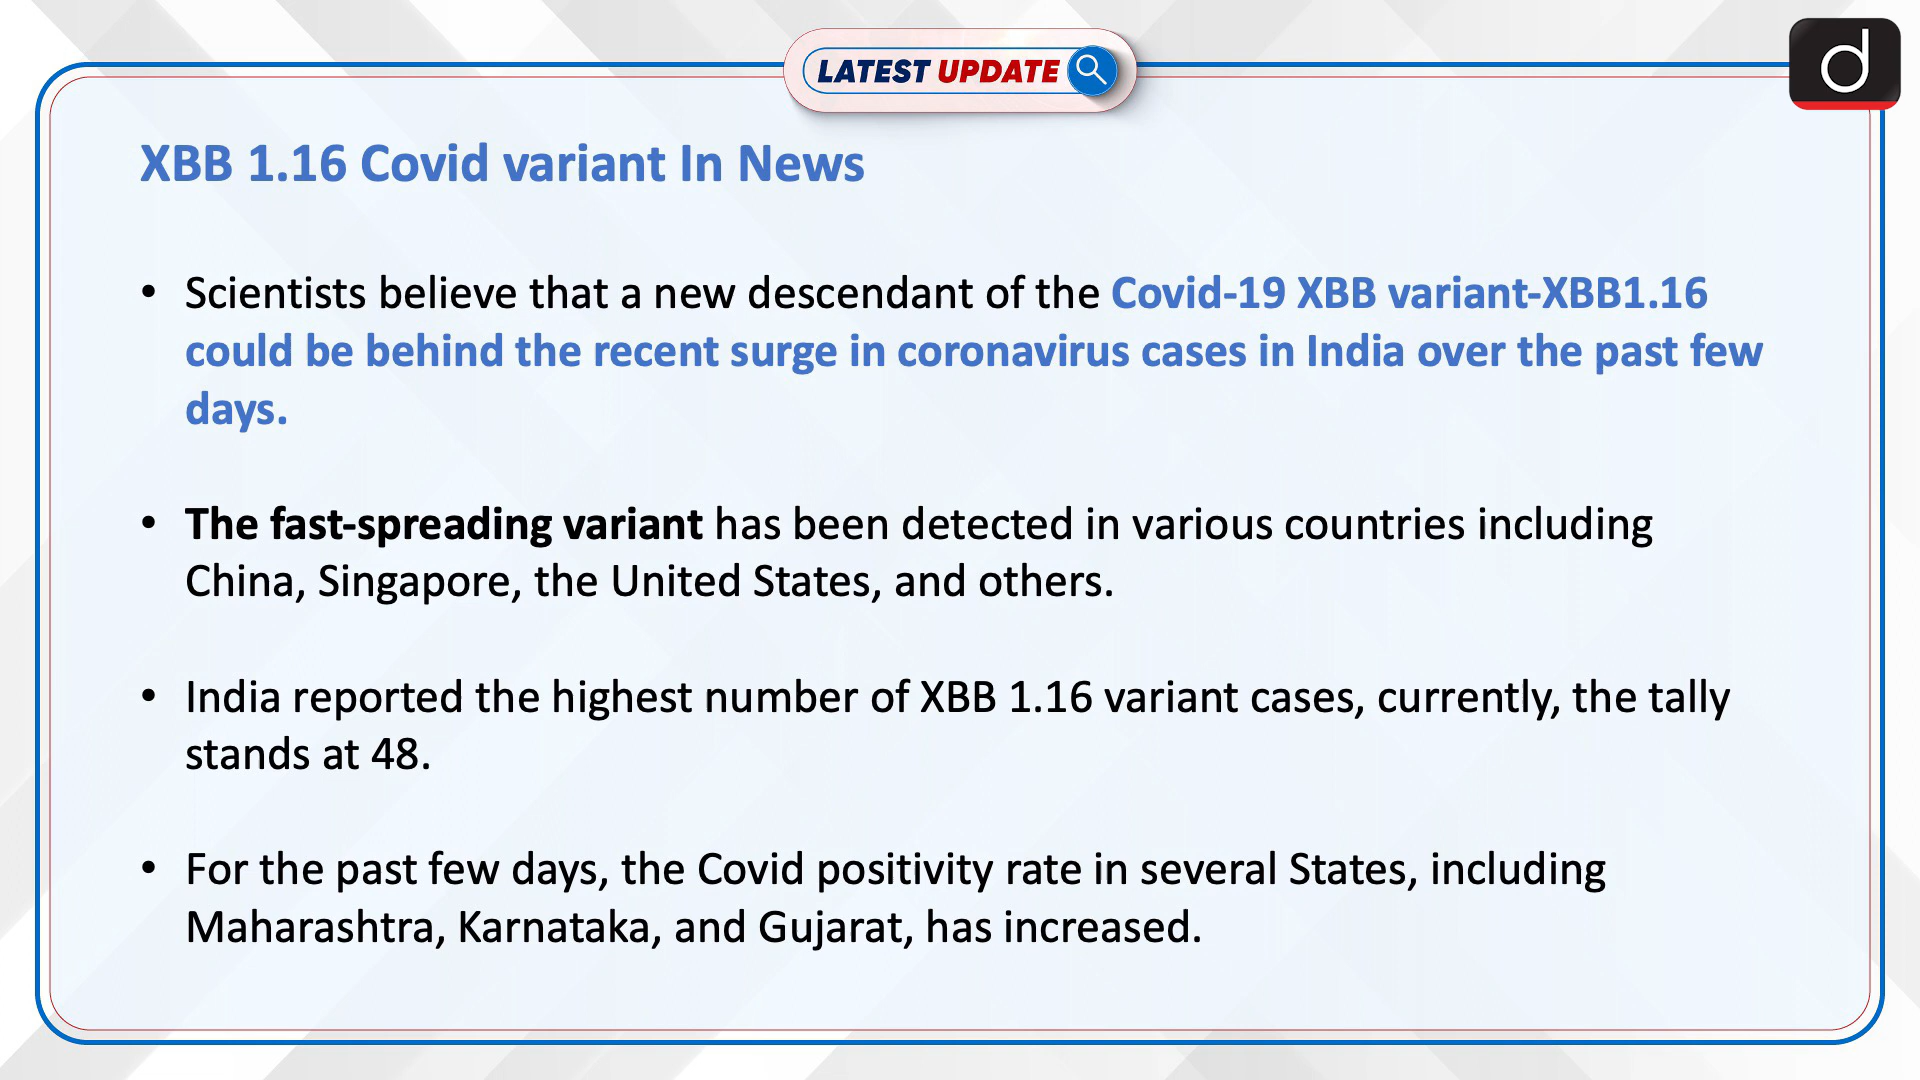 LATEST UPDATE
d
XBB 1.16 Covid variant In News
• Scientists believe that a new descendant of the Covid-19 XBB variant-XBB1.16
could be behind the recent surge in coronavirus cases in India over the past few
days.
• The fast-spreading variant has been detected in various countries including
China, Singapore, the United States, and others.
• India reported the highest number of XBB 1.16 variant cases, currently, the tally
stands at 48.
• For the past few days, the Covid positivity rate in several States, including
Maharashtra, Karnataka, and Gujarat, has increased.